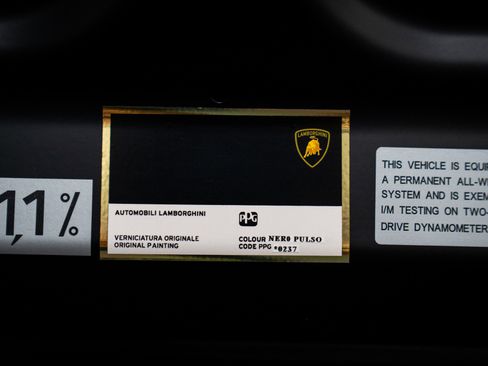 LAMBORGHINI
AUTOMOBILI LAMBORGHINI
PPG
VERNICIATURA ORIGINALE
ORIGINAL PAINTING
COLOUR NERO PULSO
CODE PPG *0237
1,1%
THIS VEHICLE IS EQUI
A PERMANENT ALL-W
SYSTEM AND IS EXEM
I/M TESTING ON TWO-
DRIVE DYNAMOMETER